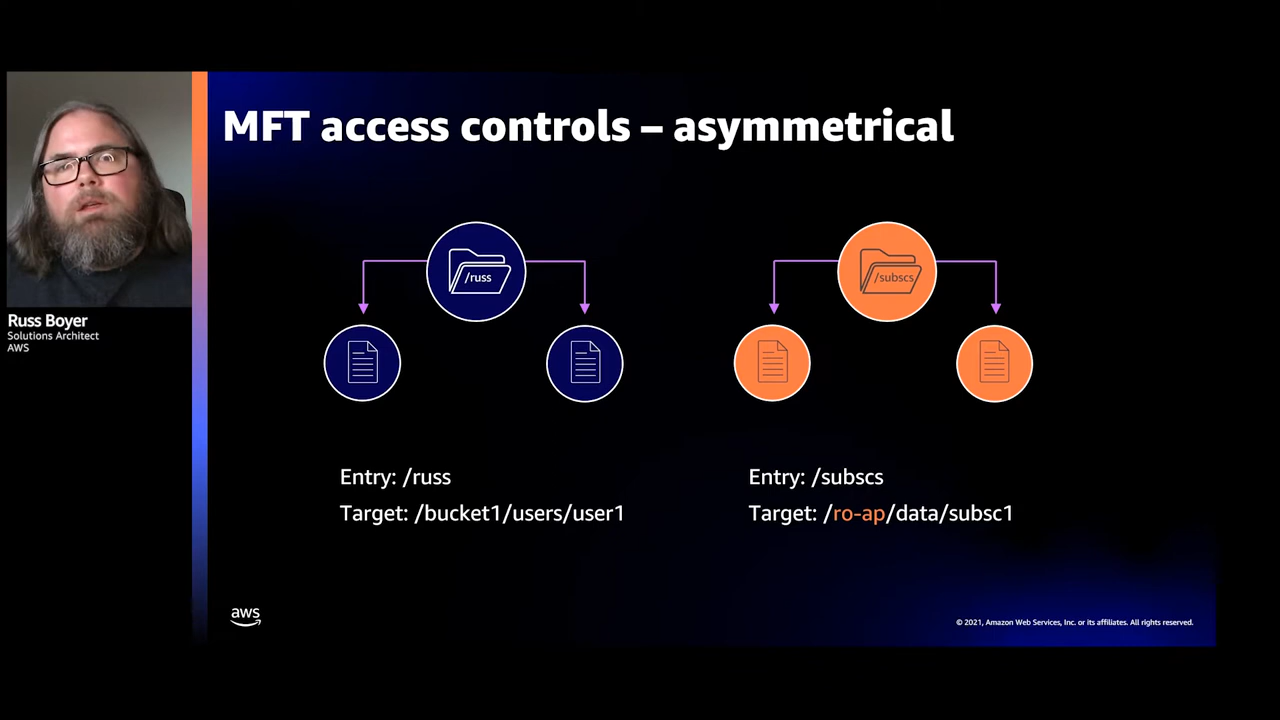 MFT access controls – asymmetrical
/russ
/subscs
Russ Boyer
Solutions Architect
AWS
Entry: /russ
Target: /bucket1/users/user1
Entry: /subscs
Target: /ro-ap/data/subsc1
aws
© 2021, Amazon Web Services, Inc. or its affiliates. All rights reserved.